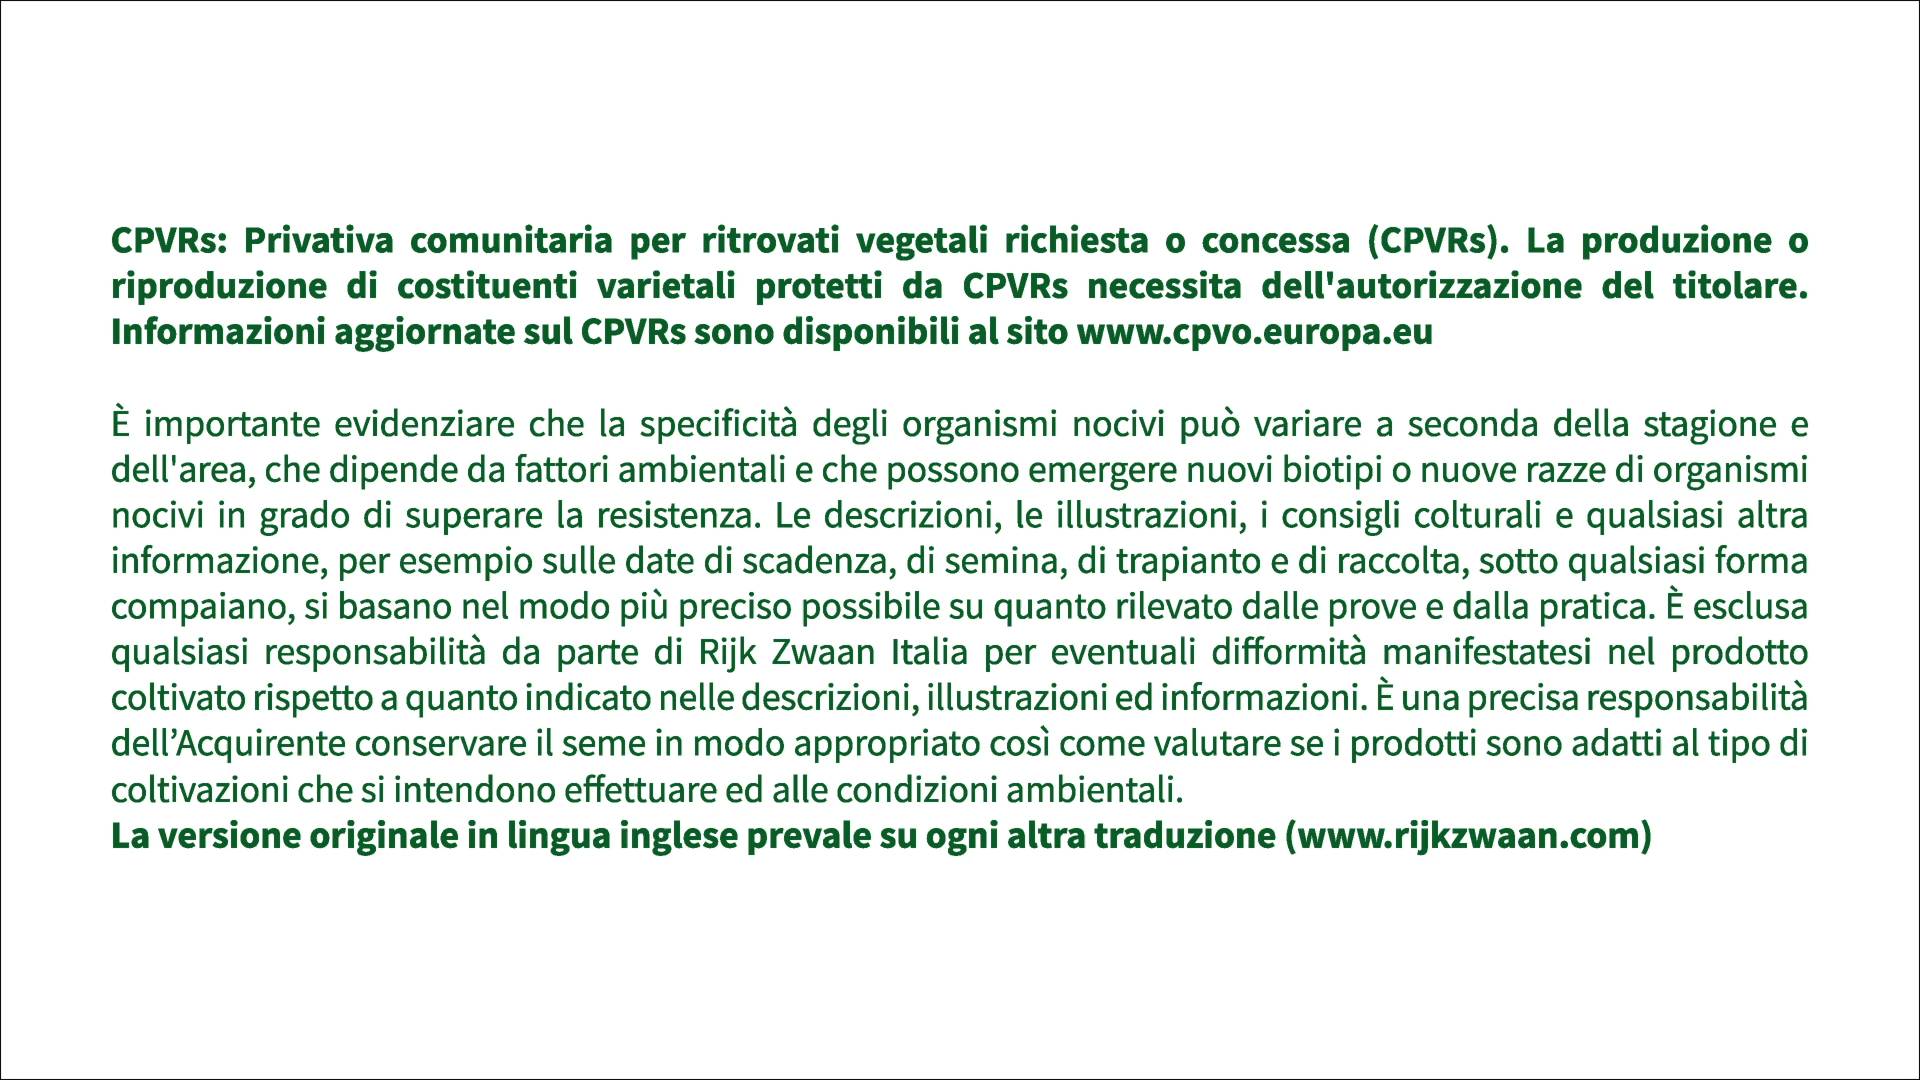 CPVRs: Privativa comunitaria per ritrovati vegetali richiesta o concessa (CPVRs). La produzione o
riproduzione di costituenti varietali protetti da CPVRs necessita dell'autorizzazione del titolare.
Informazioni aggiornate sul CPVRs sono disponibili al sito www.cpvo.europa.eu
È importante evidenziare che la specificità degli organismi nocivi può variare a seconda della stagione e
dell'area, che dipende da fattori ambientali e che possono emergere nuovi biotipi o nuove razze di organismi
nocivi in grado di superare la resistenza. Le descrizioni, le illustrazioni, i consigli colturali e qualsiasi altra
informazione, per esempio sulle date di scadenza, di semina, di trapianto e di raccolta, sotto qualsiasi forma
compaiano, si basano nel modo più preciso possibile su quanto rilevato dalle prove e dalla pratica. È esclusa
qualsiasi responsabilità da parte di Rijk Zwaan Italia per eventuali difformità manifestatesi nel prodotto
coltivato rispetto a quanto indicato nelle descrizioni, illustrazioni ed informazioni. È una precisa responsabilità
dell’Acquirente conservare il seme in modo appropriato così come valutare se i prodotti sono adatti al tipo di
coltivazioni che si intendono effettuare ed alle condizioni ambientali.
La versione originale in lingua inglese prevale su ogni altra traduzione (www.rijkzwaan.com)